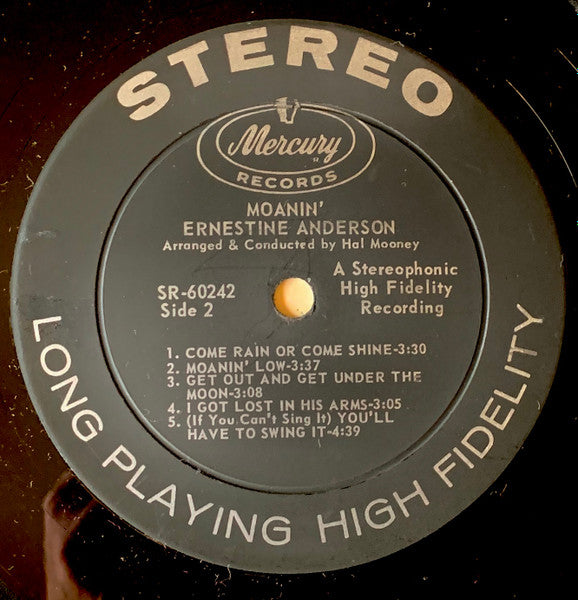 STEREO
Mercury
RECORDS
MOANIN'
ERNESTINE ANDERSON
Arranged & Conducted by Hal Mooney
SR-60242
Side 2
A Stereophonic
High Fidelity
Recording
1. COME RAIN OR COME SHINE-3:30
2. MOANIN' LOW-3:37
3. GET OUT AND GET UNDER THE
MOON-3:08
4. I GOT LOST IN HIS ARMS-3:05
5. (If You Can't Sing It) YOU'LL
HAVE TO SWING IT-4:39
LONG PLAYING HIGH FIDELITY